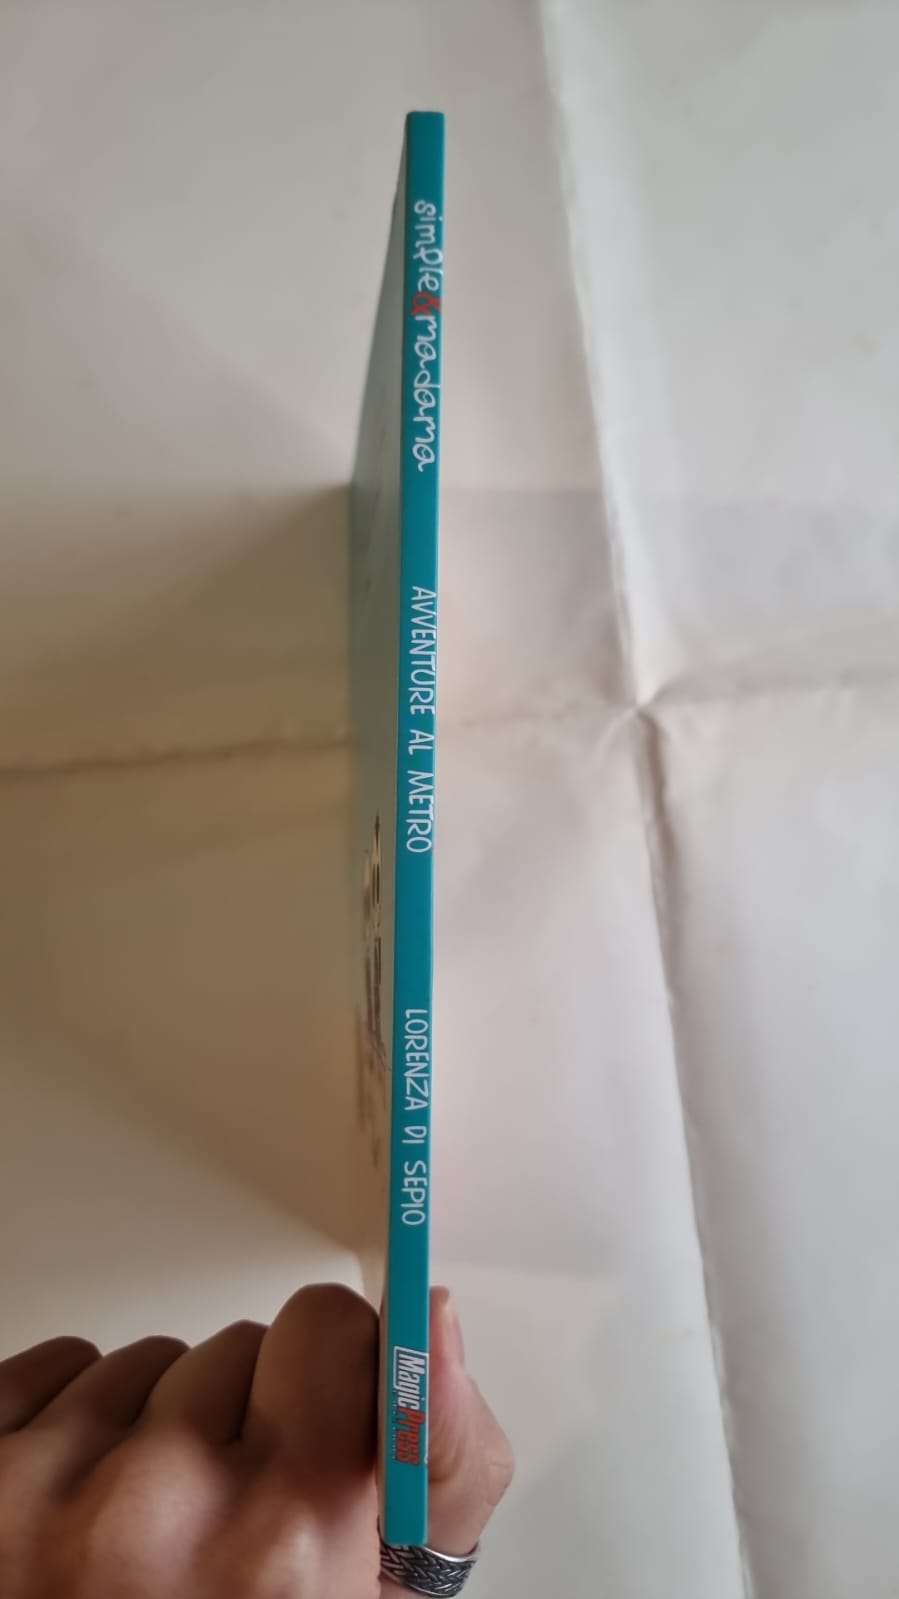 simple&madama
AVVENTURE AL METRO
LORENZA DI SEPIO
MagicPress